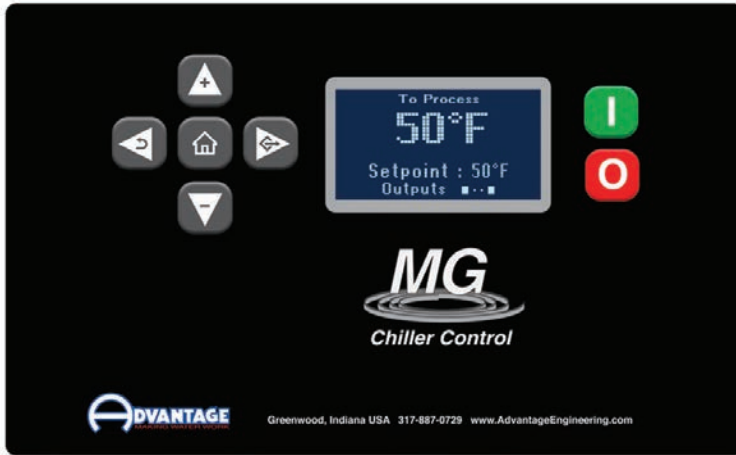 To Process
50°F
Setpoint : 50°F
Outputs
I
O
MG
Chiller Control
ADVANTAGE
MAKING WATER WORK
Greenwood, Indiana USA 317-887-0729 www.AdvantageEngineering.com